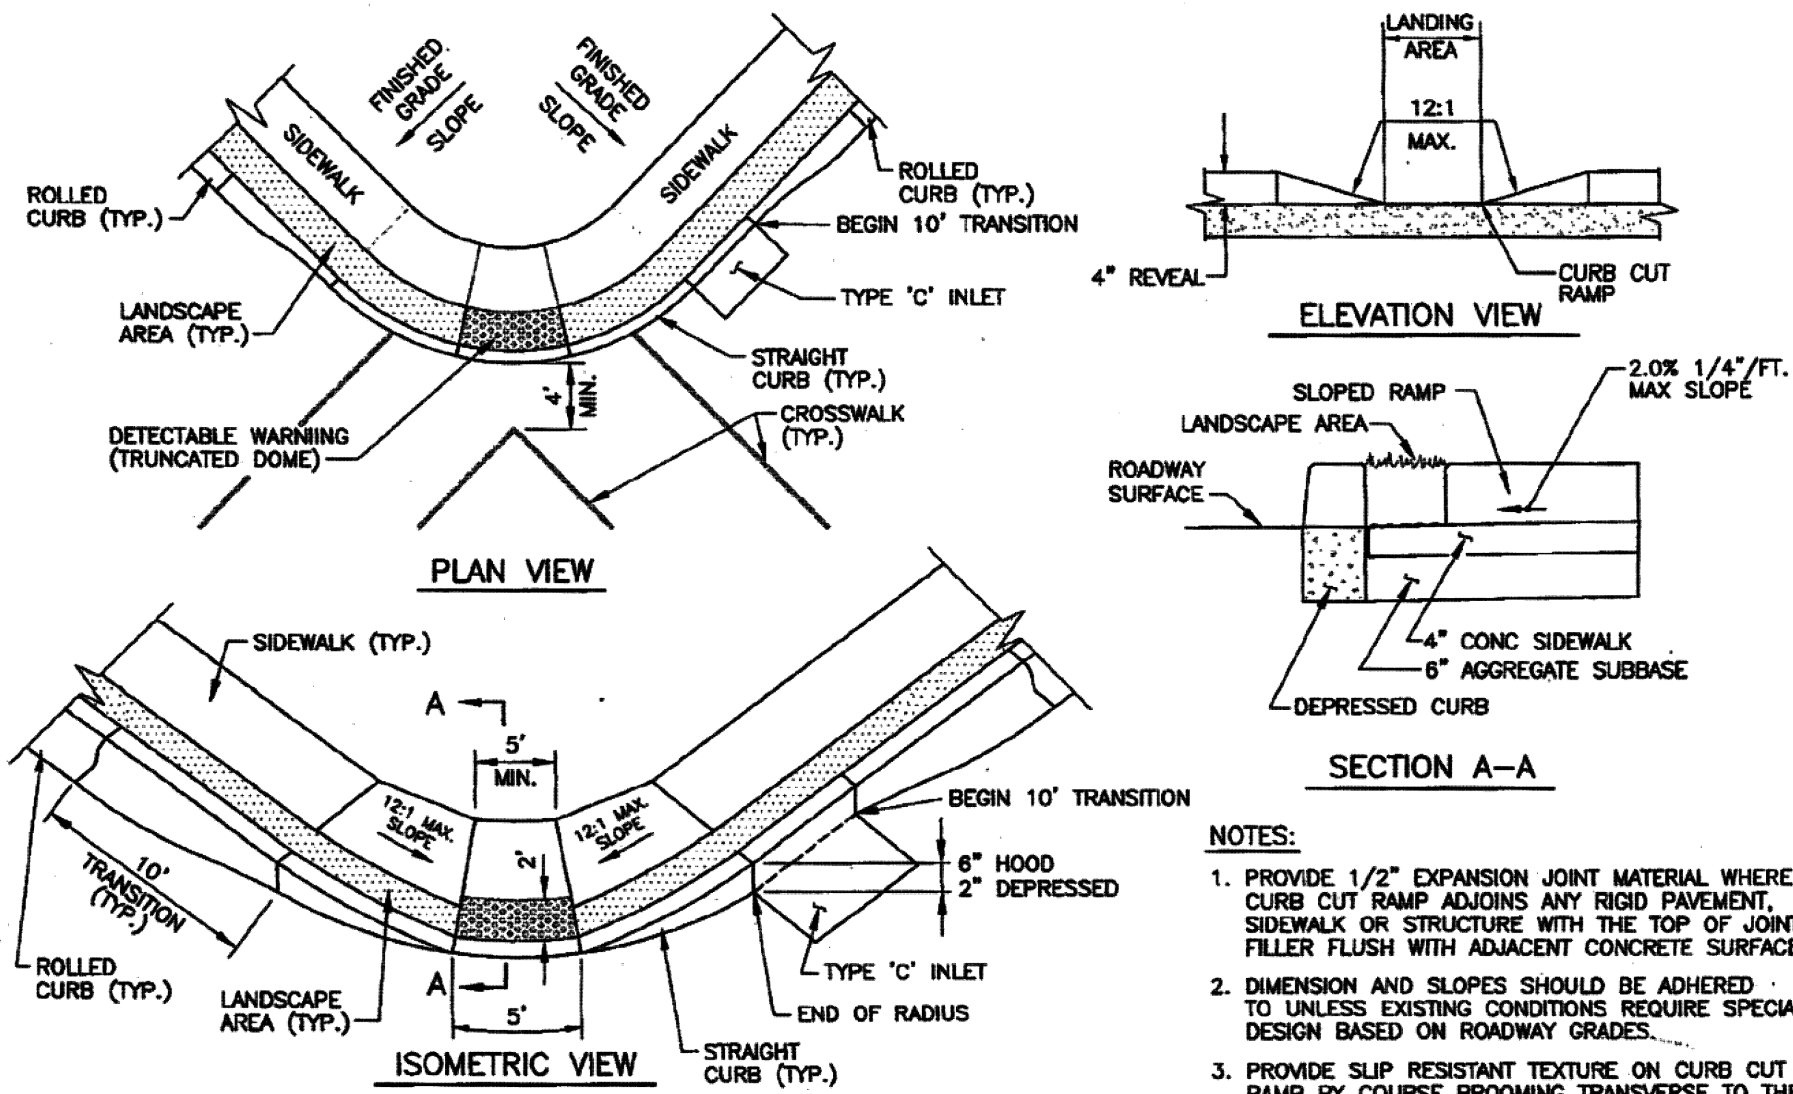 FINISHED
GRADE
SLOPE
FINISHED
GRADE
SLOPE
SIDEWALK
SIDEWALK
ROLLED
CURB (TYP.)
ROLLED
CURB (TYP.)
BEGIN 10' TRANSITION
TYPE 'C' INLET
LANDSCAPE
AREA (TYP.)
STRAIGHT
CURB (TYP.)
4'
MIN.
CROSSWALK
(TYP.)
DETECTABLE WARNIING
(TRUNCATED DOME)
PLAN VIEW
LANDING
AREA
12:1
MAX.
4" REVEAL
CURB CUT
RAMP
ELEVATION VIEW
2.0% 1/4"/FT.
MAX SLOPE
SLOPED RAMP
LANDSCAPE AREA
ROADWAY
SURFACE
4" CONC SIDEWALK
6" AGGREGATE SUBBASE
DEPRESSED CURB
SECTION A-A
SIDEWALK (TYP.)
A
5'
MIN.
12:1 MAX.
SLOPE
12:1 MAX.
SLOPE
2'
BEGIN 10' TRANSITION
6" HOOD
2" DEPRESSED
10'
TRANSITION
(TYP.)
ROLLED
CURB (TYP.)
LANDSCAPE
AREA (TYP.)
A
5'
TYPE 'C' INLET
END OF RADIUS
STRAIGHT
CURB (TYP.)
ISOMETRIC VIEW
NOTES:
1. PROVIDE 1/2" EXPANSION JOINT MATERIAL WHERE
CURB CUT RAMP ADJOINS ANY RIGID PAVEMENT,
SIDEWALK OR STRUCTURE WITH THE TOP OF JOINT
FILLER FLUSH WITH ADJACENT CONCRETE SURFACE
2. DIMENSION AND SLOPES SHOULD BE ADHERED
TO UNLESS EXISTING CONDITIONS REQUIRE SPECIA
DESIGN BASED ON ROADWAY GRADES.
3. PROVIDE SLIP RESISTANT TEXTURE ON CURB CUT
RAMP BY COURSE BROOMING TRANSVERSE TO THE